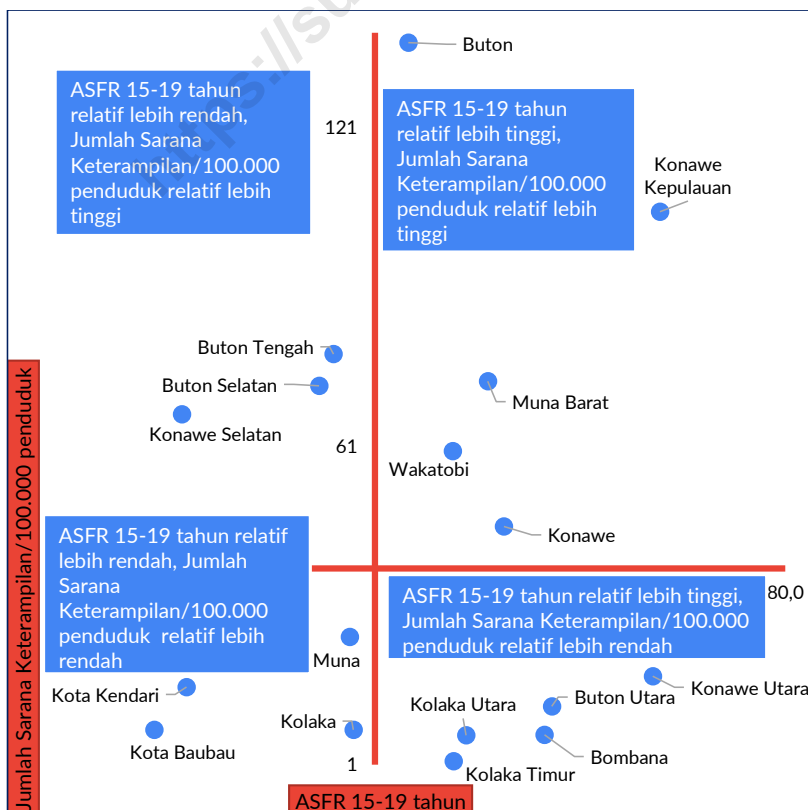 https://su
Buton
ASFR 15-19 tahun
relatif lebih rendah,
Jumlah Sarana
Keterampilan/100.000
penduduk relatif lebih
tinggi
121
ASFR 15-19 tahun
relatif lebih tinggi,
Jumlah Sarana
Keterampilan/100.000
penduduk relatif lebih
tinggi
Konawe
Kepulauan
Buton Tengah
Buton Selatan
Konawe Selatan
Muna Barat
61
Wakatobi
Konawe
ASFR 15-19 tahun relatif
lebih rendah, Jumlah
Sarana
Keterampilan/100.000
penduduk relatif lebih
rendah
80,0
ASFR 15-19 tahun relatif lebih tinggi,
Jumlah Sarana Keterampilan/100.000
penduduk relatif lebih rendah
Muna
Kota Kendari
Kolaka
Kota Baubau
Kolaka Utara
Buton Utara
Konawe Utara
Bombana
Kolaka Timur
1
Jumlah Sarana Keterampilan/100.000 penduduk
ASFR 15-19 tahun